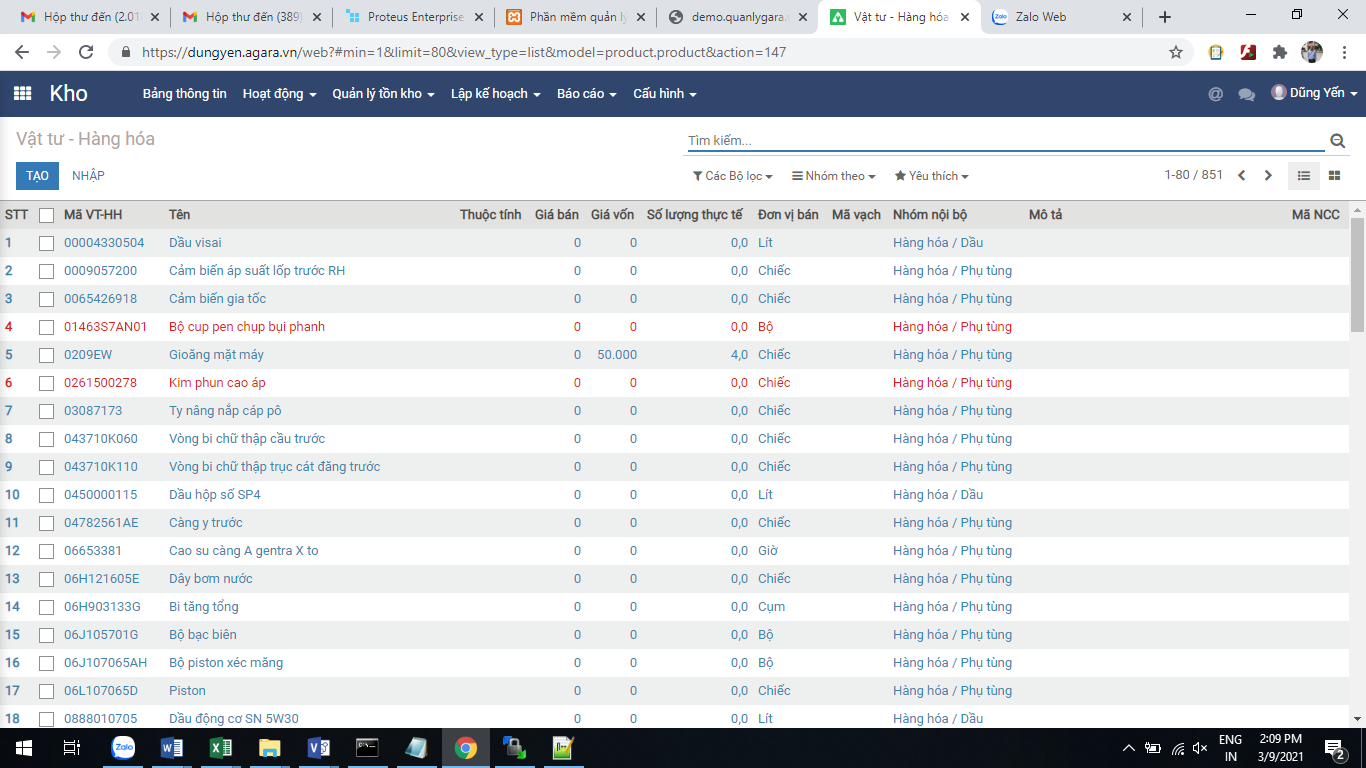 Hộp thư đến (2.01
Hộp thư đến (389)
Proteus Enterprise
Phần mềm quản lý
demo.quanlygara.
Vật tư - Hàng hóa
Zalo Web
https://dungyen.agara.vn/web?#min=1&limit=80&view_type=list&model=product.product&action=147
Kho Bảng thông tin Hoạt động Quản lý tồn kho Lập kế hoạch Báo cáo Cấu hình Dũng Yến
Vật tư - Hàng hóa
Tìm kiếm...
TẠO NHẬP Các Bộ lọc Nhóm theo Yêu thích 1-80 / 851
STT Mã VT-HH Tên Thuộc tính Giá bán Giá vốn Số lượng thực tế Đơn vị bán Mã vạch Nhóm nội bộ Mô tả Mã NCC
1 00004330504 Dầu visai 0 0 0,0 Lít Hàng hóa / Dầu
2 0009057200 Cảm biến áp suất lốp trước RH 0 0 0,0 Chiếc Hàng hóa / Phụ tùng
3 0065426918 Cảm biến gia tốc 0 0 0,0 Chiếc Hàng hóa / Phụ tùng
4 01463S7AN01 Bộ cup pen chụp bụi phanh 0 0 0,0 Bộ Hàng hóa / Phụ tùng
5 0209EW Gioăng mặt máy 0 50.000 4,0 Chiếc Hàng hóa / Phụ tùng
6 0261500278 Kim phun cao áp 0 0 0,0 Chiếc Hàng hóa / Phụ tùng
7 03087173 Ty nâng nắp cáp pô 0 0 0,0 Chiếc Hàng hóa / Phụ tùng
8 043710K060 Vòng bi chữ thập cầu trước 0 0 0,0 Chiếc Hàng hóa / Phụ tùng
9 043710K110 Vòng bi chữ thập trục cát đăng trước 0 0 0,0 Chiếc Hàng hóa / Phụ tùng
10 0450000115 Dầu hộp số SP4 0 0 0,0 Lít Hàng hóa / Dầu
11 04782561AE Càng y trước 0 0 0,0 Chiếc Hàng hóa / Phụ tùng
12 06653381 Cao su càng A gentra X to 0 0 0,0 Giờ Hàng hóa / Phụ tùng
13 06H121605E Dây bơm nước 0 0 0,0 Chiếc Hàng hóa / Phụ tùng
14 06H903133G Bi tăng tổng 0 0 0,0 Cụm Hàng hóa / Phụ tùng
15 06J105701G Bộ bạc biên 0 0 0,0 Bộ Hàng hóa / Phụ tùng
16 06J107065AH Bộ piston xéc măng 0 0 0,0 Bộ Hàng hóa / Phụ tùng
17 06L107065D Piston 0 0 0,0 Chiếc Hàng hóa / Phụ tùng
18 0888010705 Dầu động cơ SN 5W30 0 0 0,0 Lít Hàng hóa / Dầu
Zalo
ENG
IN
2:09 PM
3/9/2021
2